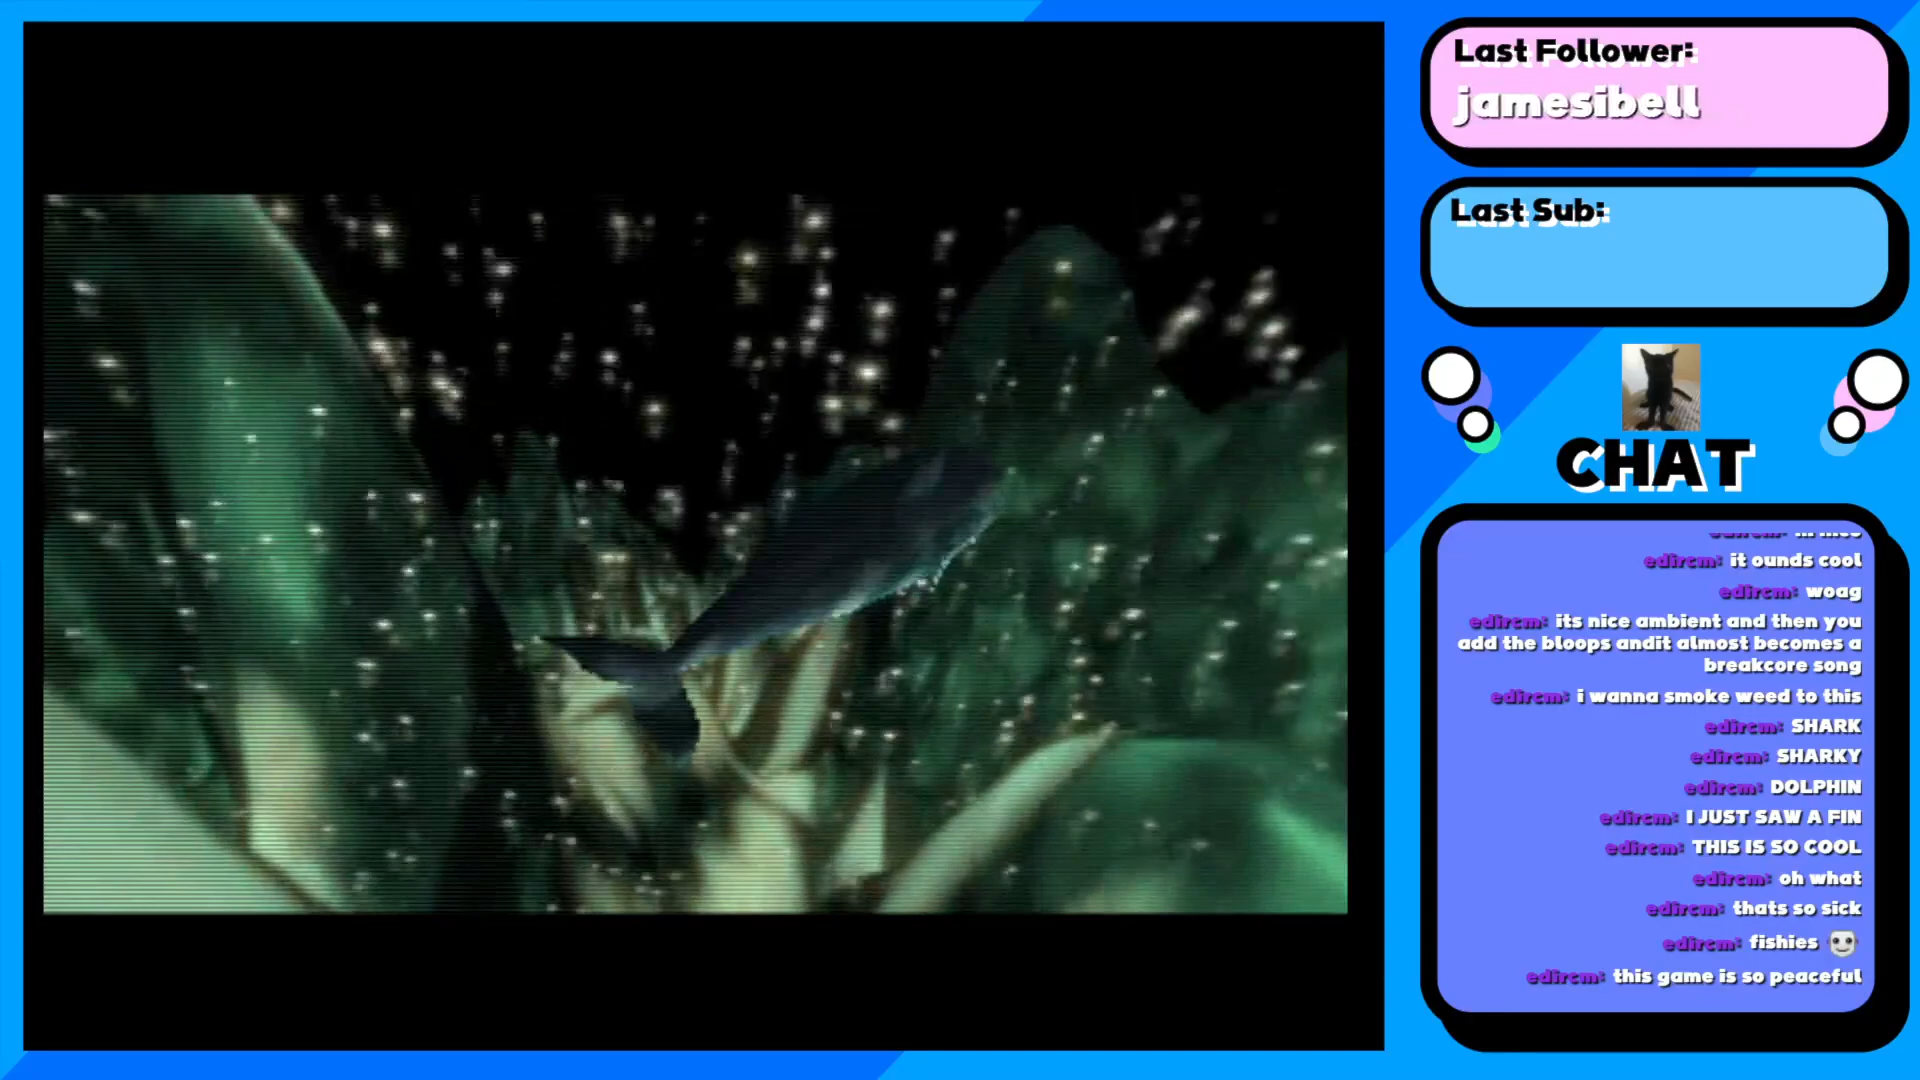 Last Follower:
jamesibell
Last Sub:
CHAT
edircm: it ounds cool
edircm: woag
edircm: its nice ambient and then you
add the bloops andit almost becomes a
breakcore song
edircm: i wanna smoke weed to this
edircm: SHARK
edircm: SHARKY
edircm: DOLPHIN
edircm: I JUST SAW A FIN
edircm: THIS IS SO COOL
edircm: oh what
edircm: thats so sick
edircm: fishies
edircm: this game is so peaceful